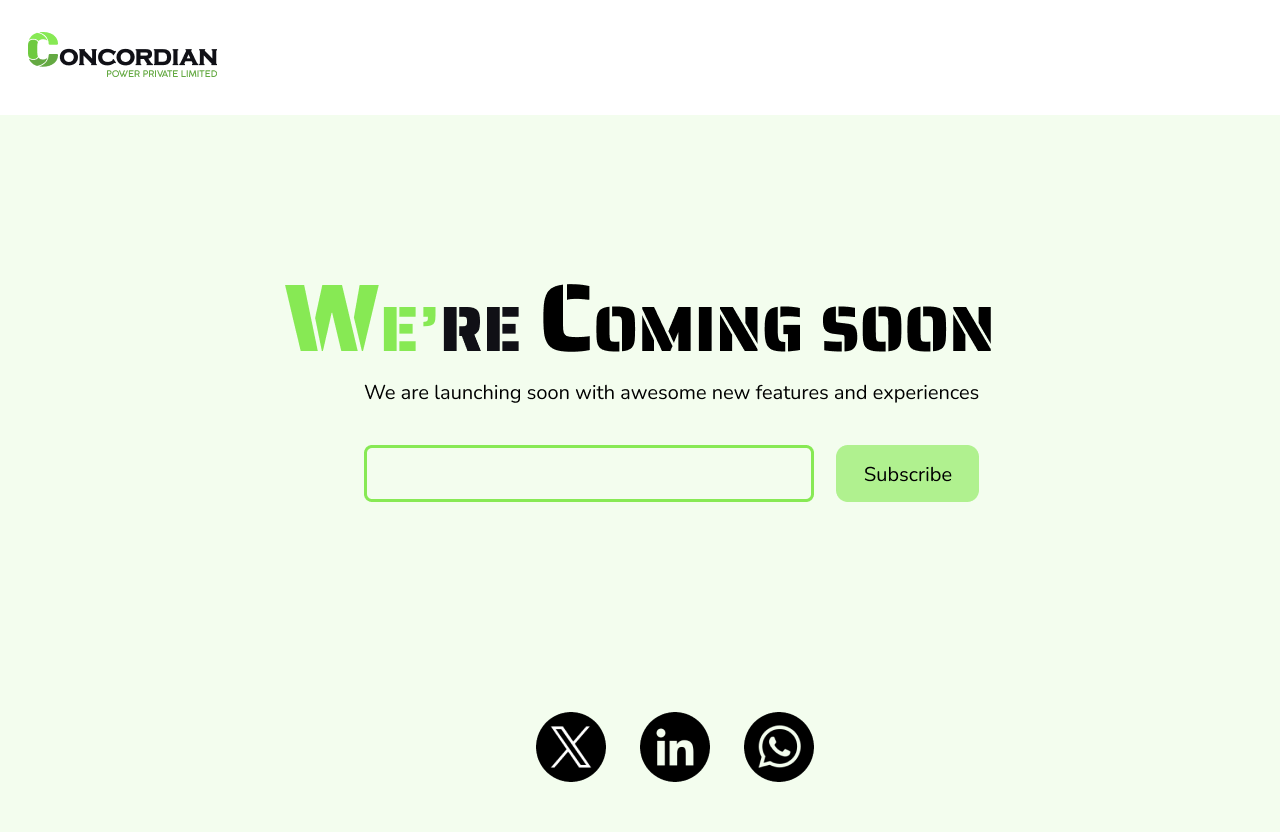 CONCORDIAN
POWER PRIVATE LIMITED
WE’RE COMING SOON
We are launching soon with awesome new features and experiences
Subscribe